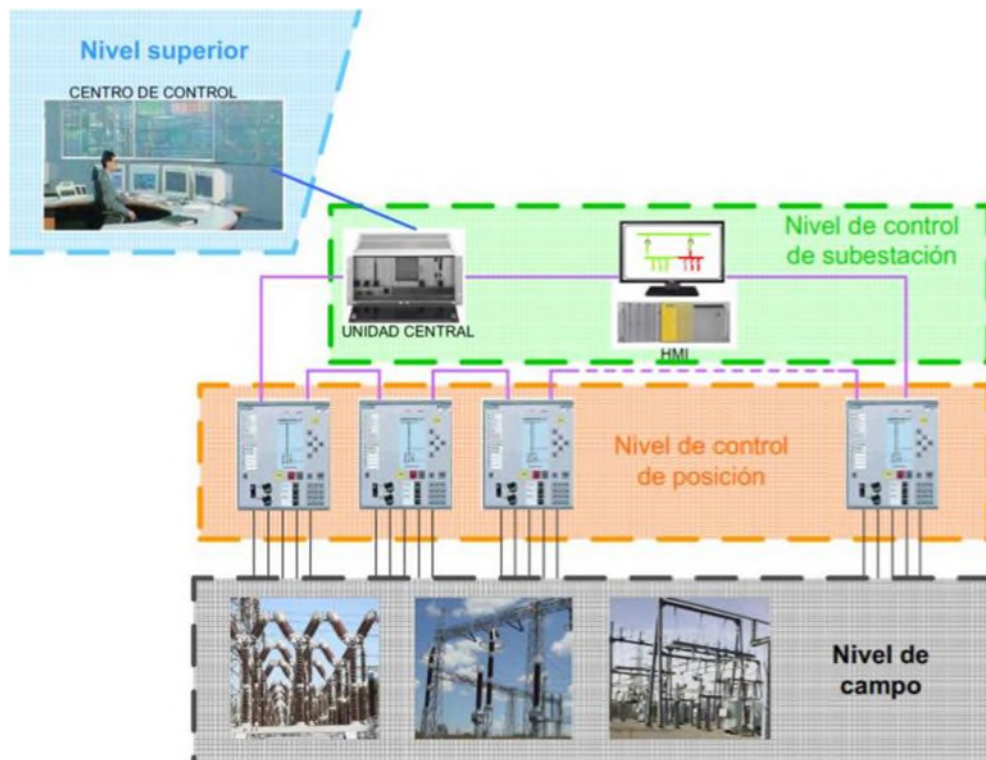 Nivel superior
CENTRO DE CONTROL
Nivel de control
de subestación
UNIDAD CENTRAL
HMI
Nivel de control
de posición
Nivel de
campo